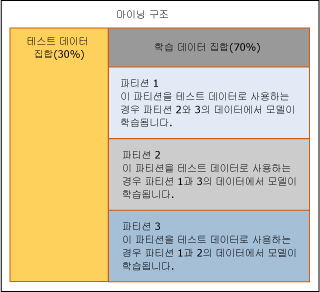 마이닝 구조
테스트 데이터
집합(30%)
학습 데이터 집합(70%)
파티션 1
이 파티션을 테스트 데이터로 사용하는
경우 파티션 2와 3의 데이터에서 모델이
학습됩니다.
파티션 2
이 파티션을 테스트 데이터로 사용하는
경우 파티션 1과 3의 데이터에서 모델이
학습됩니다.
파티션 3
이 파티션을 테스트 데이터로 사용하는
경우 파티션 1과 2의 데이터에서 모델이
학습됩니다.